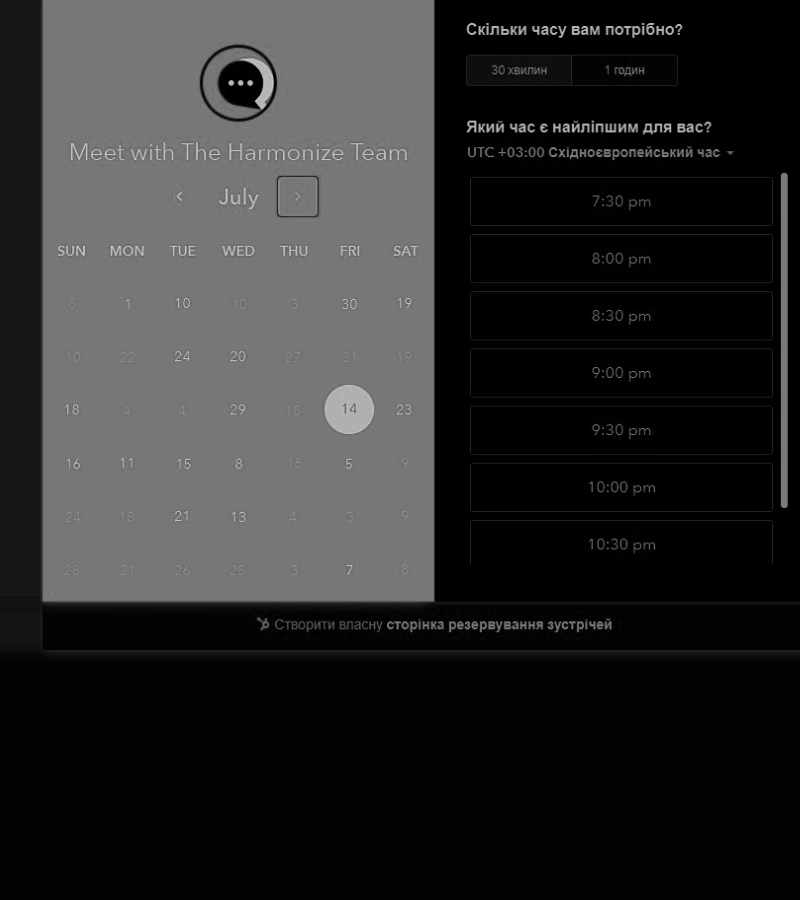 Meet with The Harmonize Team
July
SUN MON TUE WED THU FRI SAT
8 1 10 10 3 30 19
10 22 24 20 27 31 19
18 4 4 29 18 14 23
16 11 15 8 16 5 9
24 18 21 13 4 3 9
28 21 26 25 3 7 8
Скільки часу вам потрібно?
30 хвилин 1 годин
Який час є найліпшим для вас?
UTC +03:00 Східноєвропейський час
7:30 pm
8:00 pm
8:30 pm
9:00 pm
9:30 pm
10:00 pm
10:30 pm
Створити власну сторінка резервування зустрічей